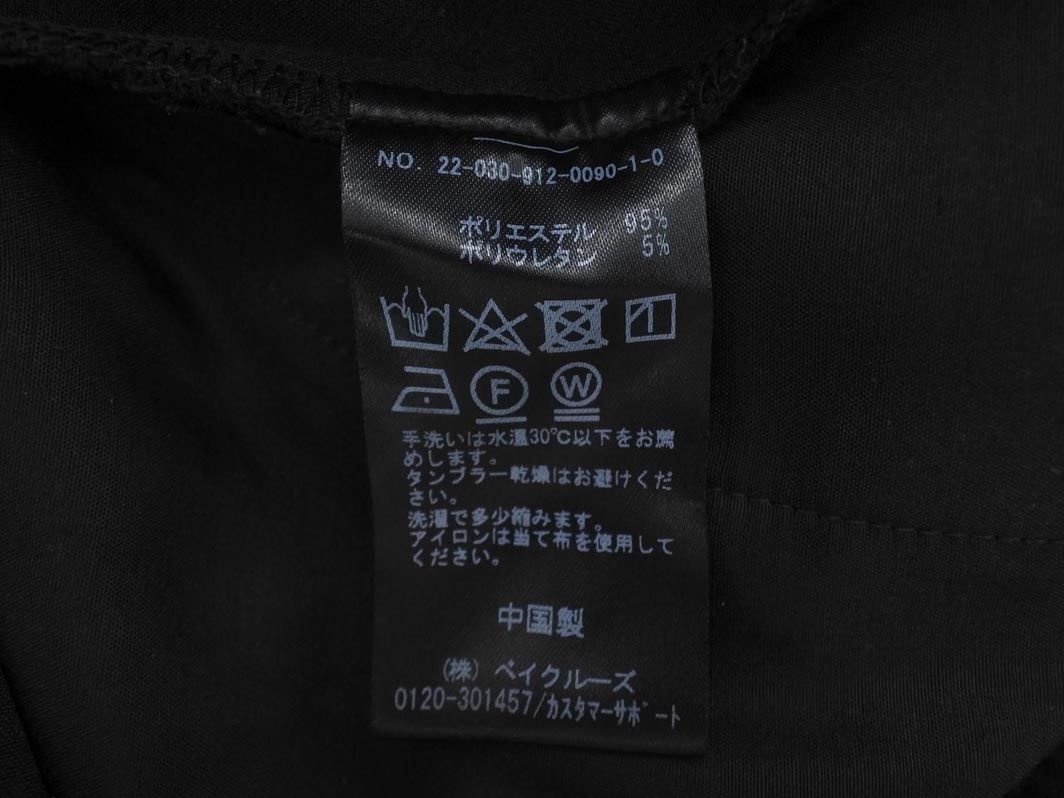 NO. 22-030-912-0090-1-0
ポリエステル 95%
ポリウレタン 5%
F W
手洗いは水温30℃以下をお薦
めします。
タンブラー乾燥はお避けくだ
さい。
洗濯で多少縮みます。
アイロンは当て布を使用して
ください。
中国製
(株) ベイクルーズ
0120-301457/カスタマーサポート